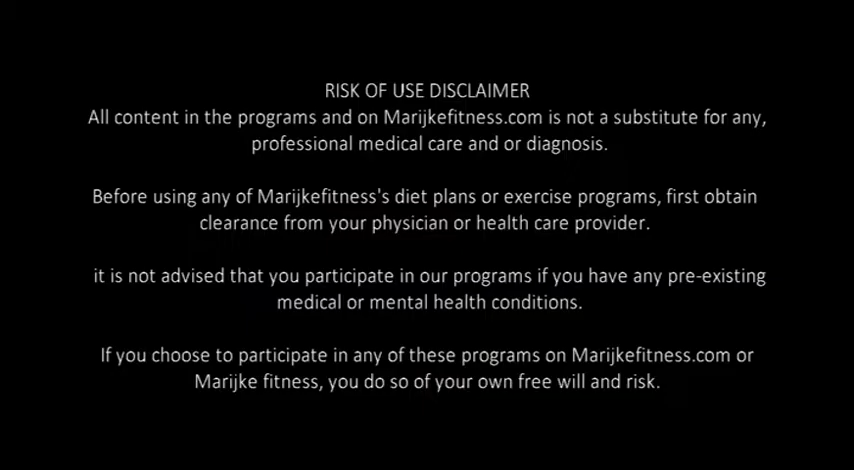 RISK OF USE DISCLAIMER
All content in the programs and on Marijkefitness.com is not a substitute for any,
professional medical care and or diagnosis.
Before using any of Marijkefitness's diet plans or exercise programs, first obtain
clearance from your physician or health care provider.
it is not advised that you participate in our programs if you have any pre-existing
medical or mental health conditions.
If you choose to participate in any of these programs on Marijkefitness.com or
Marijke fitness, you do so of your own free will and risk.